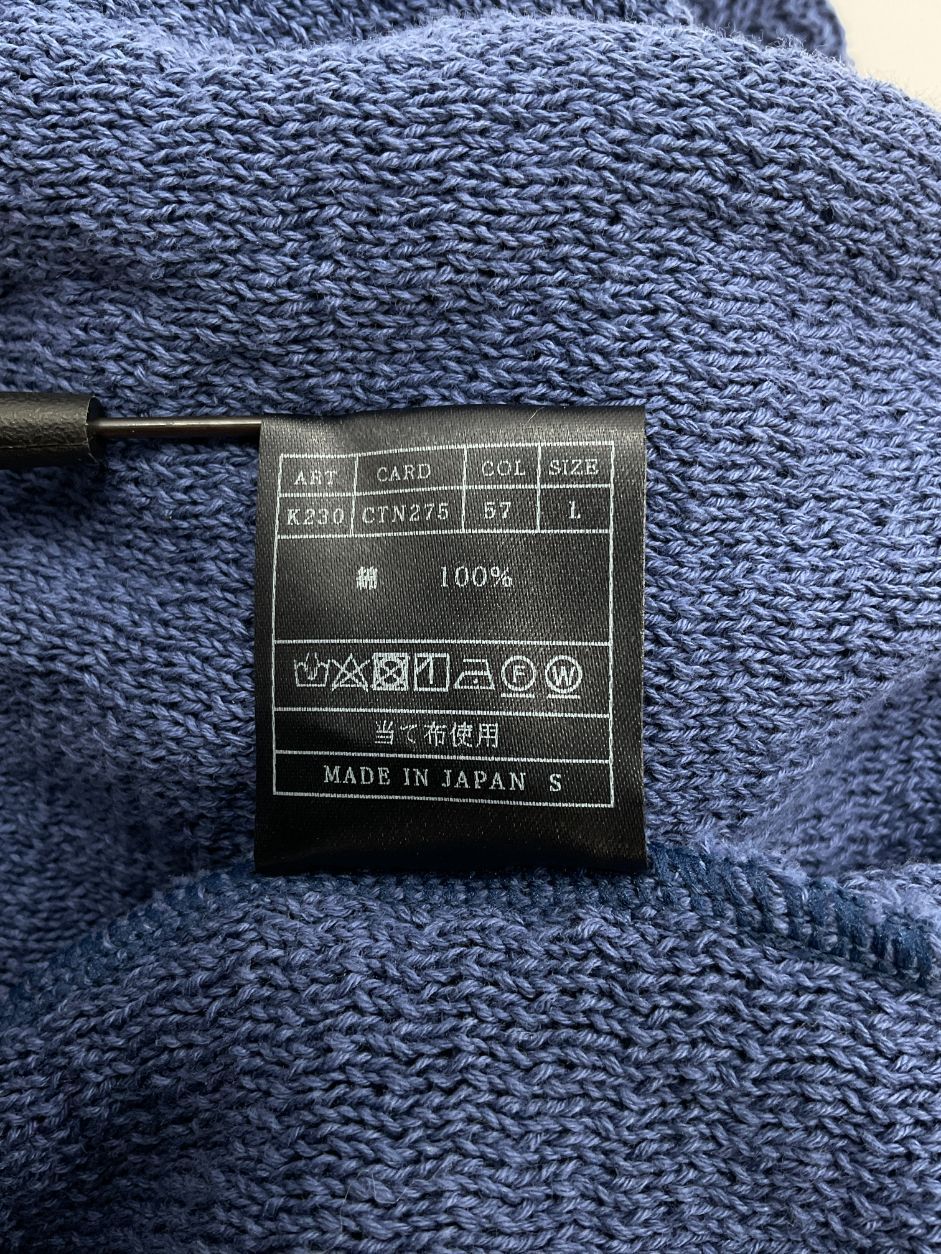 ART CARD COL SIZE
K230 CTN275 57 L
綿 100%
F W
当て布使用
MADE IN JAPAN S